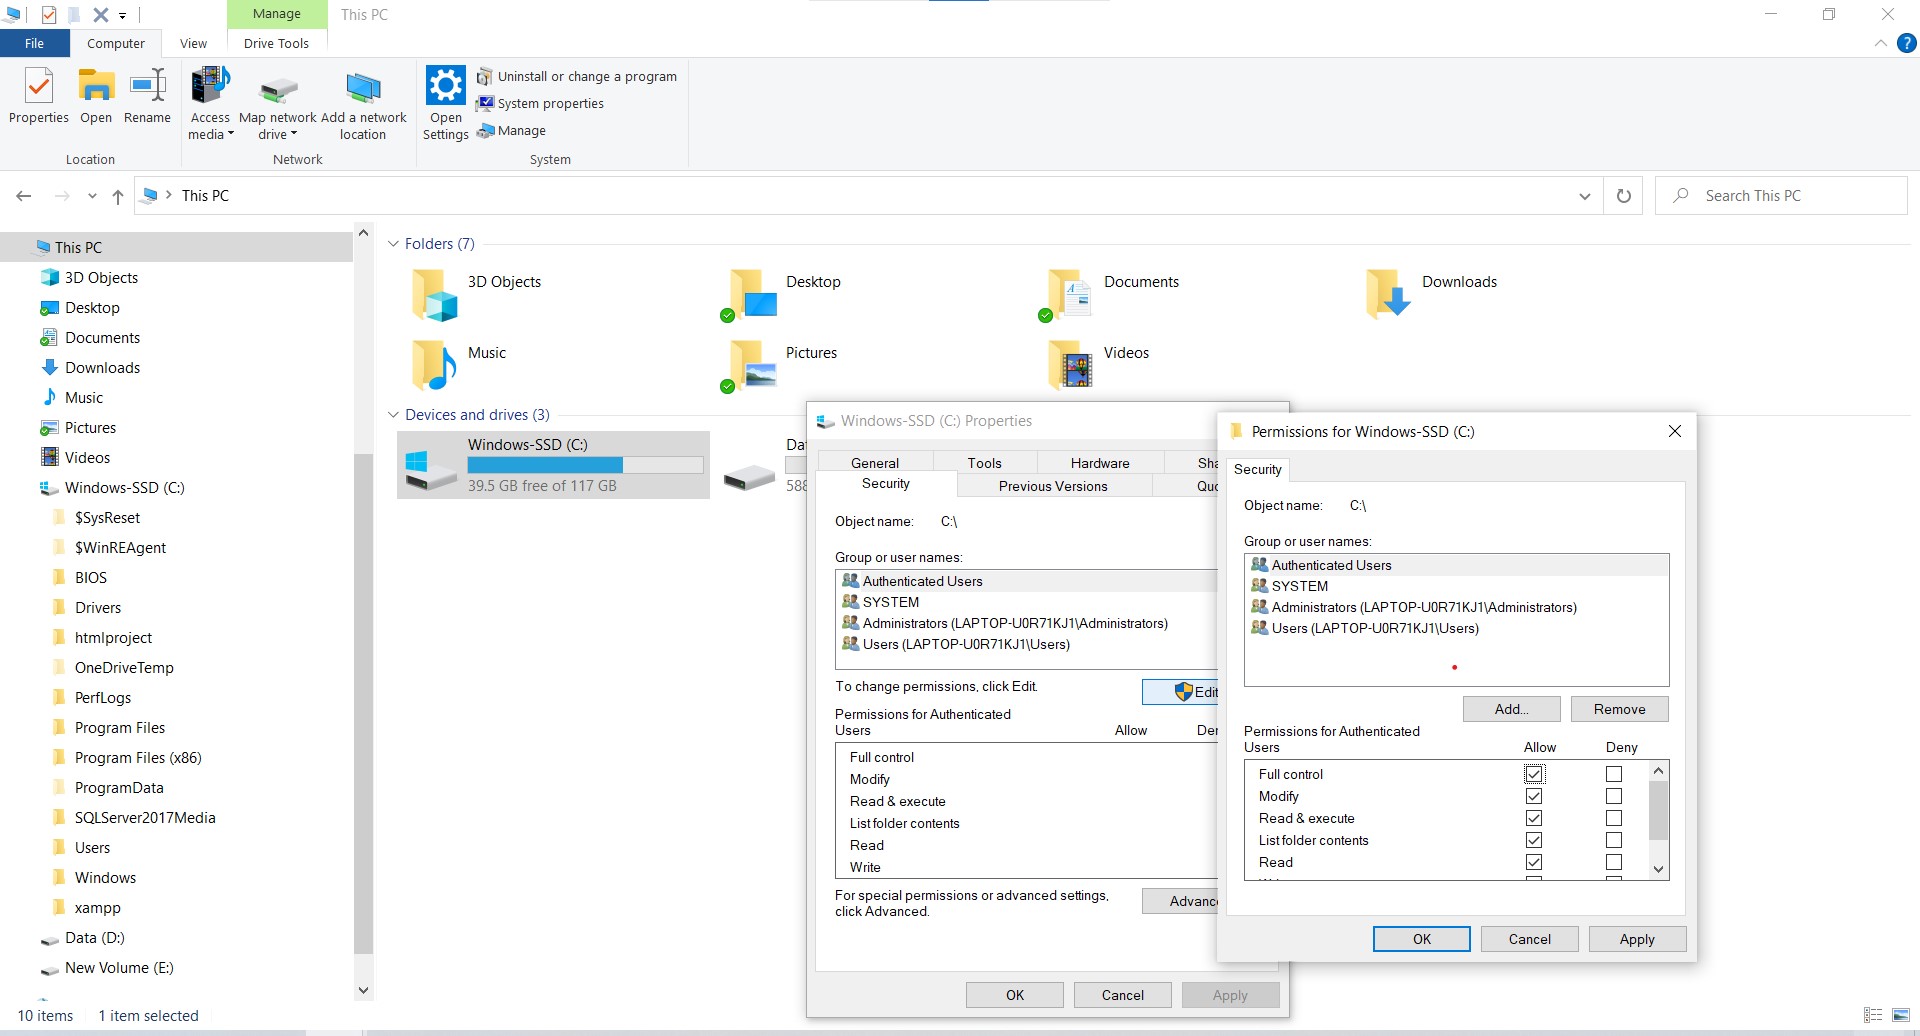 Manage
This PC
File
Computer
View
Drive Tools
?
Properties
Open
Rename
Access media
Map network drive
Add a network location
Open Settings
Uninstall or change a program
System properties
Manage
Location
Network
System
This PC
Search This PC
This PC
3D Objects
Desktop
Documents
Downloads
Music
Pictures
Videos
Windows-SSD (C:)
$SysReset
$WinREAgent
BIOS
Drivers
htmlproject
OneDriveTemp
PerfLogs
Program Files
Program Files (x86)
ProgramData
SQLServer2017Media
Users
Windows
xampp
Data (D:)
New Volume (E:)
Folders (7)
3D Objects
Desktop
Documents
Downloads
Music
Pictures
Videos
Devices and drives (3)
Windows-SSD (C:)
39.5 GB free of 117 GB
Dat
588
Windows-SSD (C:) Properties
General
Tools
Hardware
Sha
Security
Previous Versions
Quo
Object name: C:\
Group or user names:
Authenticated Users
SYSTEM
Administrators (LAPTOP-U0R71KJ1\Administrators)
Users (LAPTOP-U0R71KJ1\Users)
To change permissions, click Edit.
Edit
Permissions for Authenticated
Users
Allow
Den
Full control
Modify
Read & execute
List folder contents
Read
Write
For special permissions or advanced settings,
click Advanced.
Advanc
OK
Cancel
Apply
Permissions for Windows-SSD (C:)
Security
Object name: C:\
Group or user names:
Authenticated Users
SYSTEM
Administrators (LAPTOP-U0R71KJ1\Administrators)
Users (LAPTOP-U0R71KJ1\Users)
Add...
Remove
Permissions for Authenticated
Users
Allow
Deny
Full control
Modify
Read & execute
List folder contents
Read
OK
Cancel
Apply
10 items
1 item selected